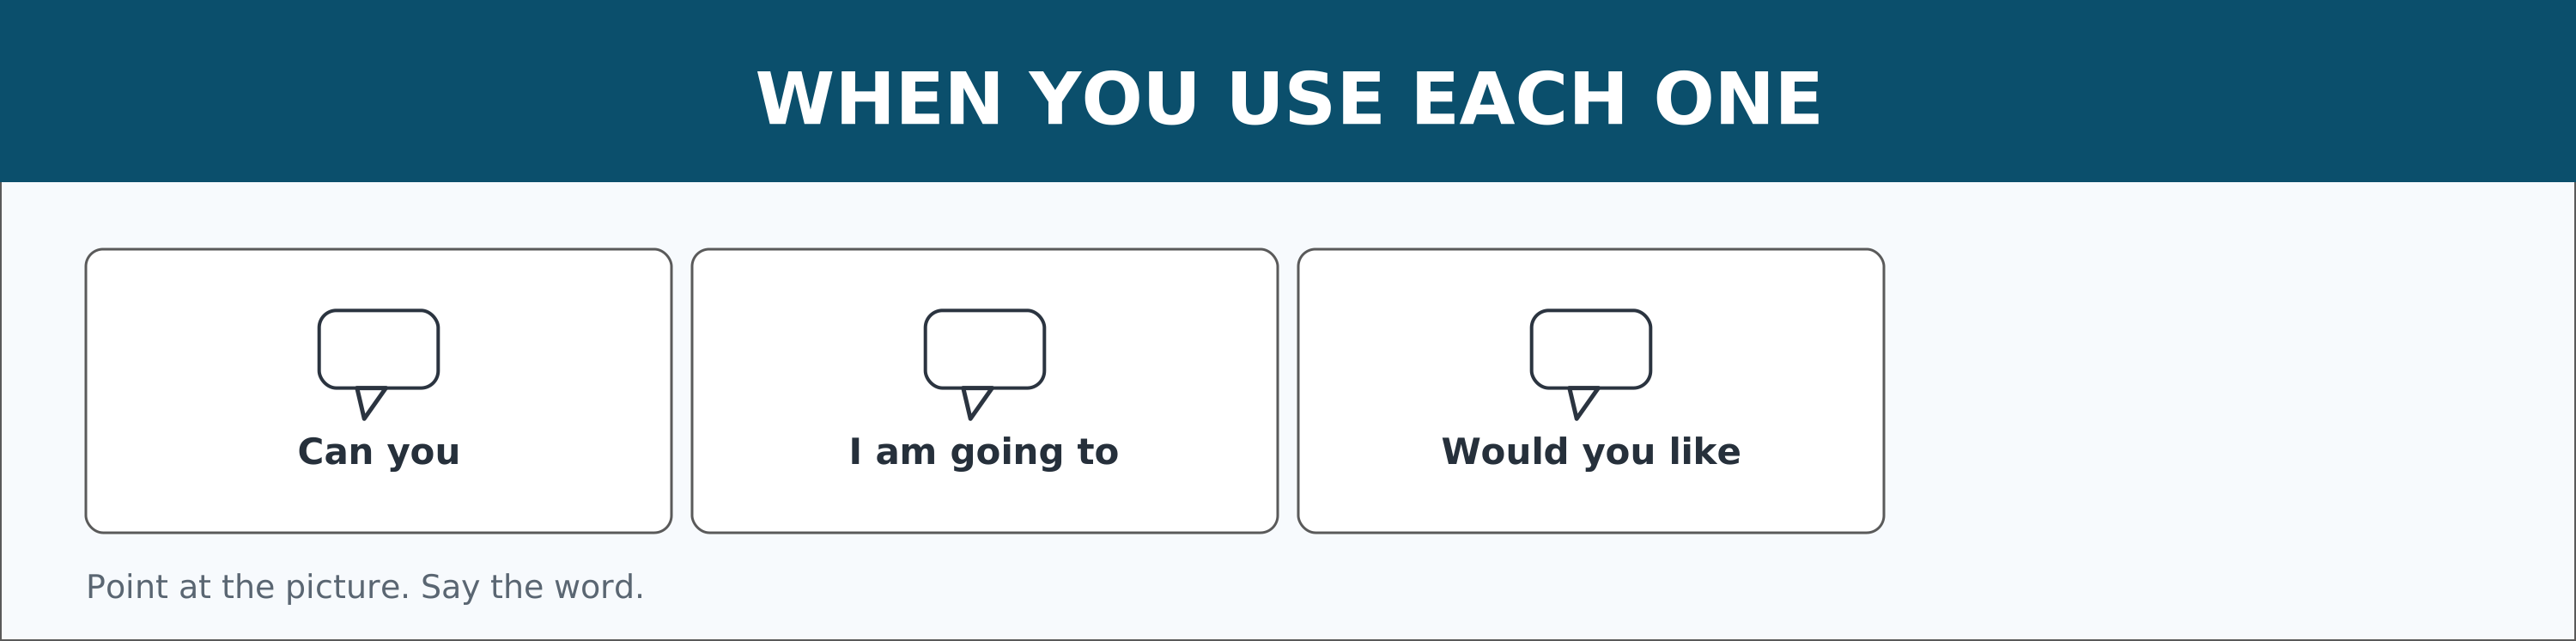 WHEN YOU USE EACH ONE
Can you
I am going to
Would you like
Point at the picture. Say the word.